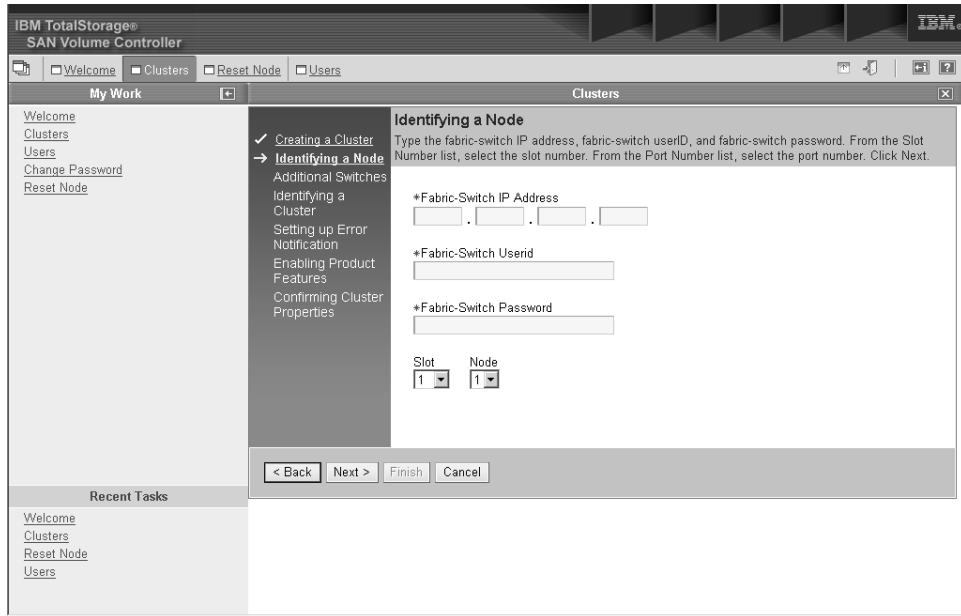 IBM TotalStorage®
SAN Volume Controller
IBM
Welcome
Clusters
Reset Node
Users
My Work
Clusters
Welcome
Clusters
Users
Change Password
Reset Node
Creating a Cluster
Identifying a Node
Additional Switches
Identifying a
Cluster
Setting up Error
Notification
Enabling Product
Features
Confirming Cluster
Properties
Identifying a Node
Type the fabric-switch IP address, fabric-switch userID, and fabric-switch password. From the Slot
Number list, select the slot number. From the Port Number list, select the port number. Click Next.
*Fabric-Switch IP Address
. . .
*Fabric-Switch Userid
*Fabric-Switch Password
Slot Node
1 1
< Back Next > Finish Cancel
Recent Tasks
Welcome
Clusters
Reset Node
Users